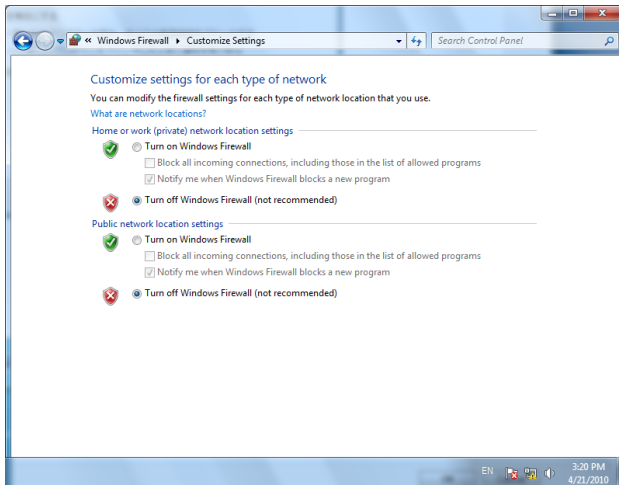 « Windows Firewall ▸ Customize Settings
Search Control Panel
Customize settings for each type of network
You can modify the firewall settings for each type of network location that you use.
What are network locations?
Home or work (private) network location settings
Turn on Windows Firewall
Block all incoming connections, including those in the list of allowed programs
Notify me when Windows Firewall blocks a new program
Turn off Windows Firewall (not recommended)
Public network location settings
Turn on Windows Firewall
Block all incoming connections, including those in the list of allowed programs
Notify me when Windows Firewall blocks a new program
Turn off Windows Firewall (not recommended)
EN
3:20 PM
4/21/2010